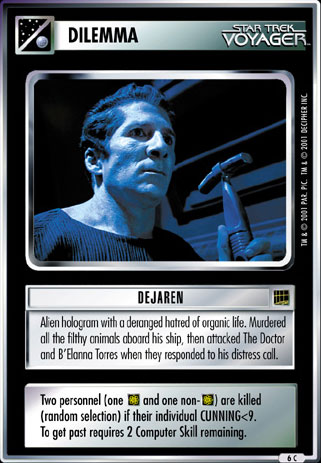 DILEMMA
STAR TREK
VOYAGER™
TM & © 2001 PAR. PIC. TM & © 2001 DECIPHER INC.
DEJAREN
Alien hologram with a deranged hatred of organic life. Murdered
all the filthy animals aboard his ship, then attacked The Doctor
and B'Elanna Torres when they responded to his distress call.
Two personnel (one and one non- ) are killed
(random selection) if their individual CUNNING<9.
To get past requires 2 Computer Skill remaining.
6 C